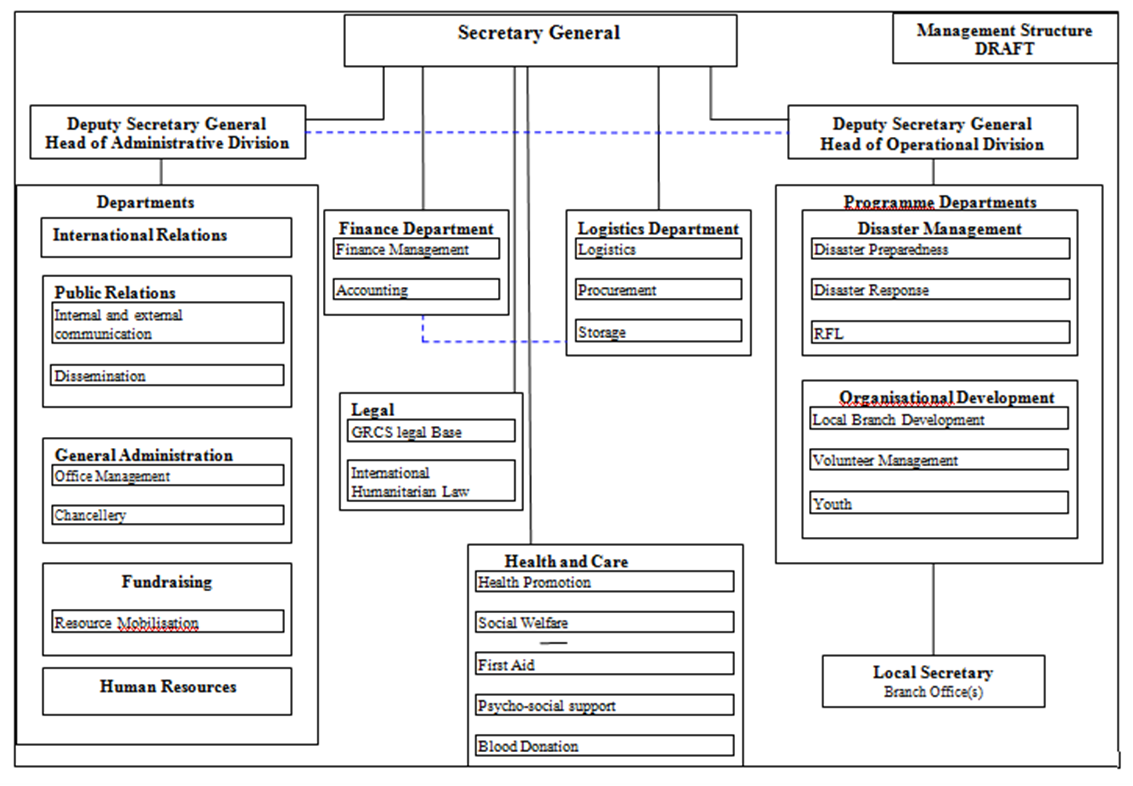 Secretary General
Management Structure
DRAFT
Deputy Secretary General
Head of Administrative Division
Deputy Secretary General
Head of Operational Division
Departments
International Relations
Public Relations
Internal and external
communication
Dissemination
General Administration
Office Management
Chancellery
Fundraising
Resource Mobilisation
Human Resources
Finance Department
Finance Management
Accounting
Logistics Department
Logistics
Procurement
Storage
Legal
GRCS legal Base
International
Humanitarian Law
Health and Care
Health Promotion
Social Welfare
First Aid
Psycho-social support
Blood Donation
Programme Departments
Disaster Management
Disaster Preparedness
Disaster Response
RFL
Organisational Development
Local Branch Development
Volunteer Management
Youth
Local Secretary
Branch Office(s)